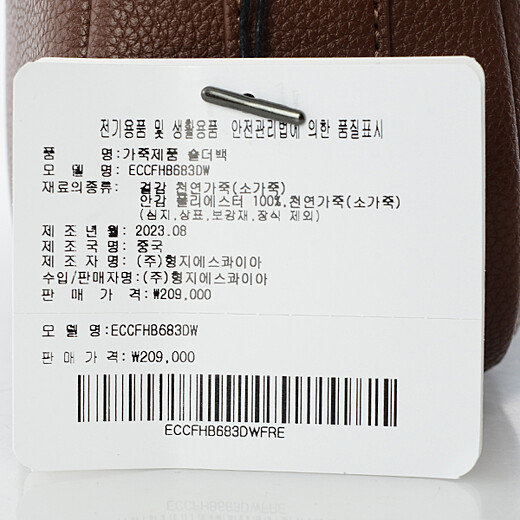 전기용품 및 생활용품 안전관리법에 의한 품질표시
품 명:가죽제품 숄더백
모 델 명:ECCFHB683DW
재료의종류: 겉감 천연가죽(소가죽)
안감 폴리에스터 100%,천연가죽(소가죽)
(심지,상표,보강재,장식 제외)
제 조 년 월:2023.08
제 조 국 명:중국
제 조 자 명:(주)형지에스콰이아
수입/판매자명:(주)형지에스콰이아
판 매 가 격:₩209,000
모 델 명:ECCFHB683DW
판 매 가 격:₩209,000
ECCFHB683DWFRE